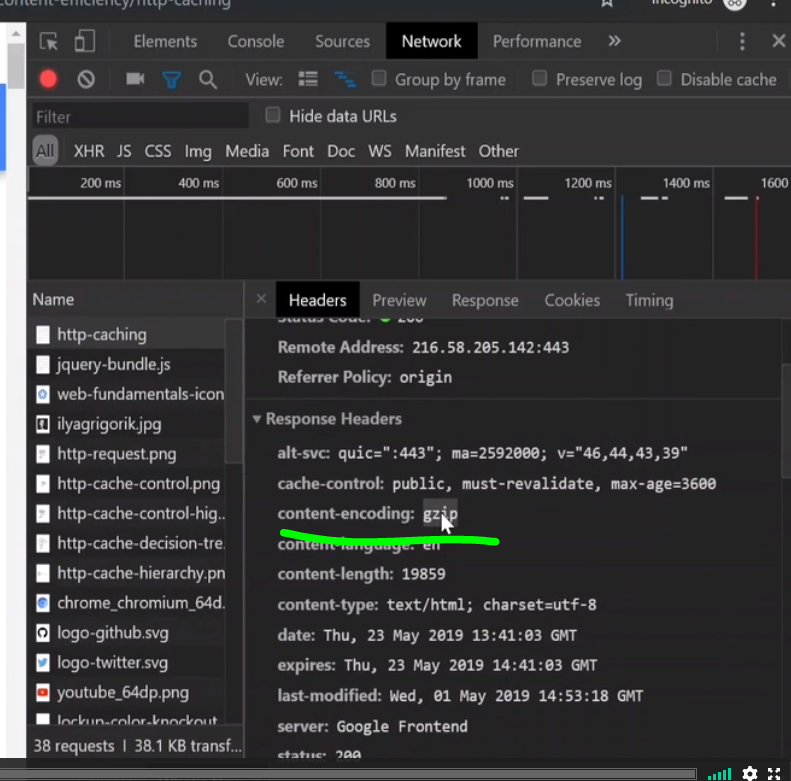 content-efficiency/http-caching
Incognito
Elements Console Sources Network Performance »
View: Group by frame Preserve log Disable cache
Filter Hide data URLs
All XHR JS CSS Img Media Font Doc WS Manifest Other
200 ms 400 ms 600 ms 800 ms 1000 ms 1200 ms 1400 ms 1600
Name
http-caching
jquery-bundle.js
web-fundamentals-icon
ilyagrigorik.jpg
http-request.png
cache-control.png
http-cache-control-hig..
http-cache-decision-tre.
http-cache-hierarchy.pn
chrome_chromium_64d.
logo-github.svg
logo-twitter.svg
youtube_64dp.png
lockup-color-knockout
38 requests | 38.1 KB transf...
× Headers Preview Response Cookies Timing
Status Code: 200
Remote Address: 216.58.205.142:443
Referrer Policy: origin
Response Headers
alt-svc: quic=":443"; ma=2592000; v="46,44,43,39"
cache-control: public, must-revalidate, max-age=3600
content-encoding: gzip
content-language: en
content-length: 19859
content-type: text/html; charset=utf-8
date: Thu, 23 May 2019 13:41:03 GMT
expires: Thu, 23 May 2019 14:41:03 GMT
last-modified: Wed, 01 May 2019 14:53:18 GMT
server: Google Frontend
status: 200